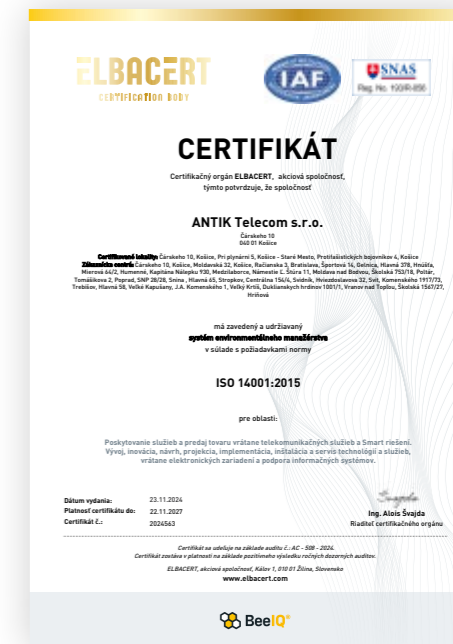 ELBACERT
CERTIFICATION BODY
IAF
SNAS
Reg. No.
CERTIFIKÁT
Certifikačný orgán ELBACERT, akciová spoločnosť,
týmto potvrdzuje, že spoločnosť
ANTIK Telecom s.r.o.
Čárskeho 10
040 01 Košice
Certifikované lokality: Čárskeho 10, Košice, Pri plynárni 5, Košice - Staré Mesto, Protifašistických bojovníkov 4, Košice
Zákaznícke centrá: Čárskeho 10, Košice, Moldavská 32, Košice, Račianska 3, Bratislava, Športová 14, Gelnica, Hlavná 378, Hnúšťa,
Mierová 64/2, Humenné, Kapitána Nálepku 930, Medzilaborce, Námestie Ľ. Štúra 11, Moldava nad Bodvou, Školská 753/18, Poltár,
Tomášikova 2, Poprad, SNP 28/28, Snina, Hlavná 65, Stropkov, Centrálna 154/4, Svidník, Hviezdoslavova 32, Svit, Komenského 1917/73,
Trebišov, Hlavná 58, Veľké Kapušany, J.A. Komenského 1, Veľký Krtíš, Duklianskych hrdinov 1001/1, Vranov nad Topľou, Školská 1567/27,
Hriňová
má zavedený a udržiavaný
systém environmentálneho manažérstva
v súlade s požiadavkami normy
ISO 14001:2015
pre oblasti:
Poskytovanie služieb a predaj tovaru vrátane telekomunikačných služieb a Smart riešení.
Vývoj, inovácia, návrh, projekcia, implementácia, inštalácia a servis technológií a služieb,
vrátane elektronických zariadení a podpora informačných systémov.
Dátum vydania: 23.11.2024
Platnosť certifikátu do: 22.11.2027
Certifikát č.: 2024563
Ing. Alois Švajda
Riaditeľ certifikačného orgánu
Certifikát sa udeľuje na základe auditu č.: AC - 508 - 2024.
Certifikát zostáva v platnosti na základe pozitívneho výsledku ročných dozorných auditov.
ELBACERT, akciová spoločnosť, Kálov 1, 010 01 Žilina, Slovensko
www.elbacert.com
BeeIQ